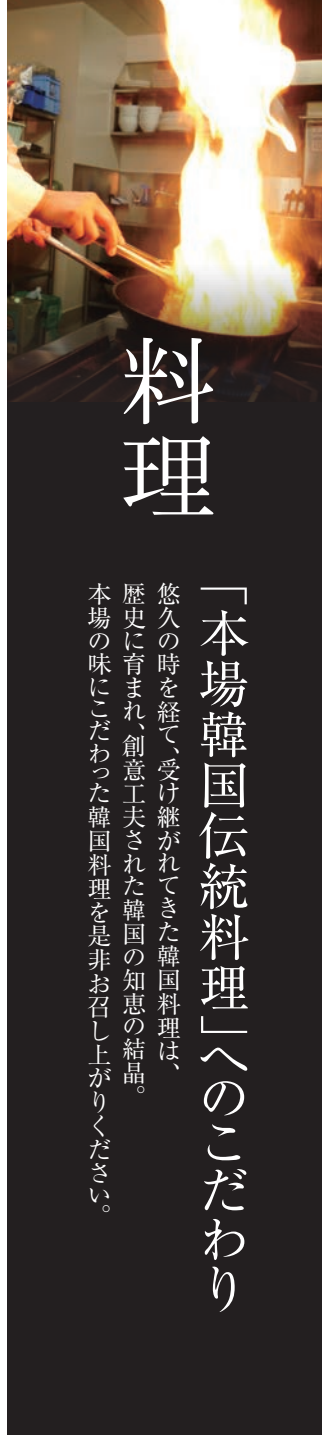 料理
「本場韓国伝統料理」へのこだわり
悠久の時を経て、受け継がれてきた韓国料理は、
歴史に育まれ、創意工夫された韓国の知恵の結晶。
本場の味にこだわった韓国料理を是非お召し上がりください。